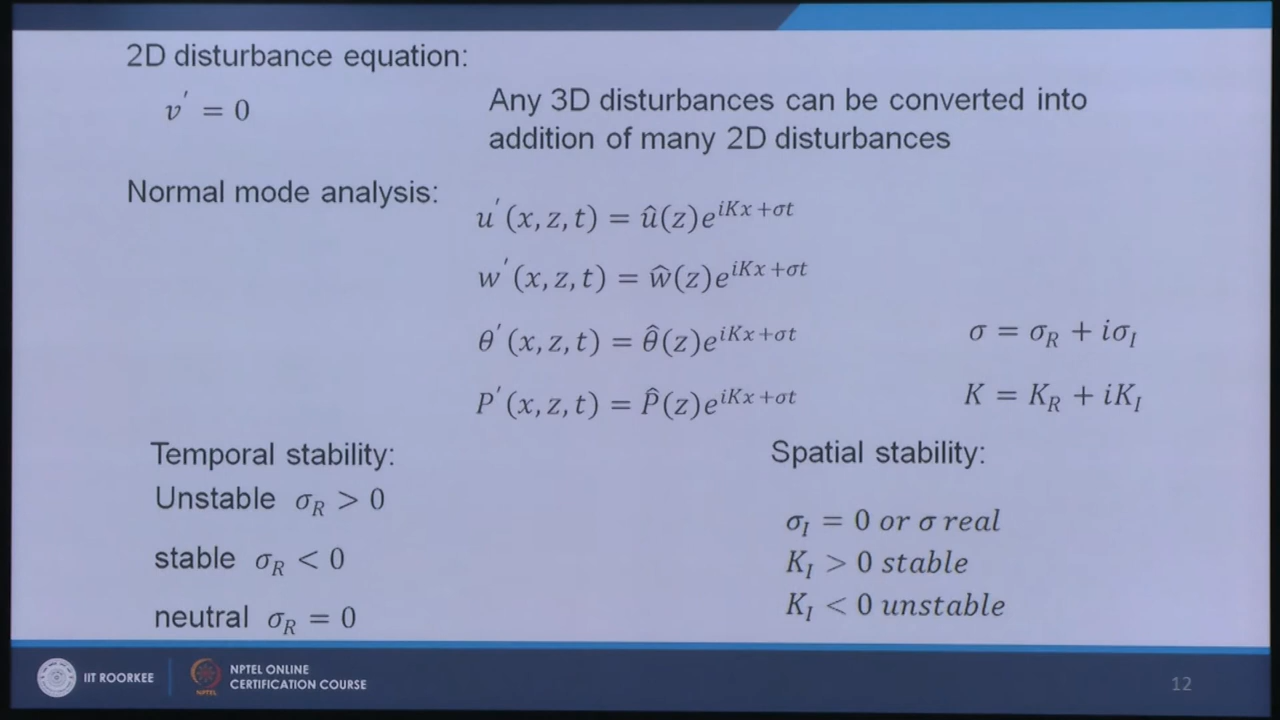 2D disturbance equation:
v′ = 0
Any 3D disturbances can be converted into
addition of many 2D disturbances
Normal mode analysis:
u′(x, z, t) = û(z)e^{iKx+σt}
w′(x, z, t) = ŵ(z)e^{iKx+σt}
θ′(x, z, t) = θ̂(z)e^{iKx+σt}
σ = σ_R + iσ_I
P′(x, z, t) = P̂(z)e^{iKx+σt}
K = K_R + iK_I
Temporal stability:
Unstable σ_R > 0
stable σ_R < 0
neutral σ_R = 0
Spatial stability:
σ_I = 0 or σ real
K_I > 0 stable
K_I < 0 unstable
IIT ROORKEE
NPTEL
NPTEL ONLINE
CERTIFICATION COURSE
12